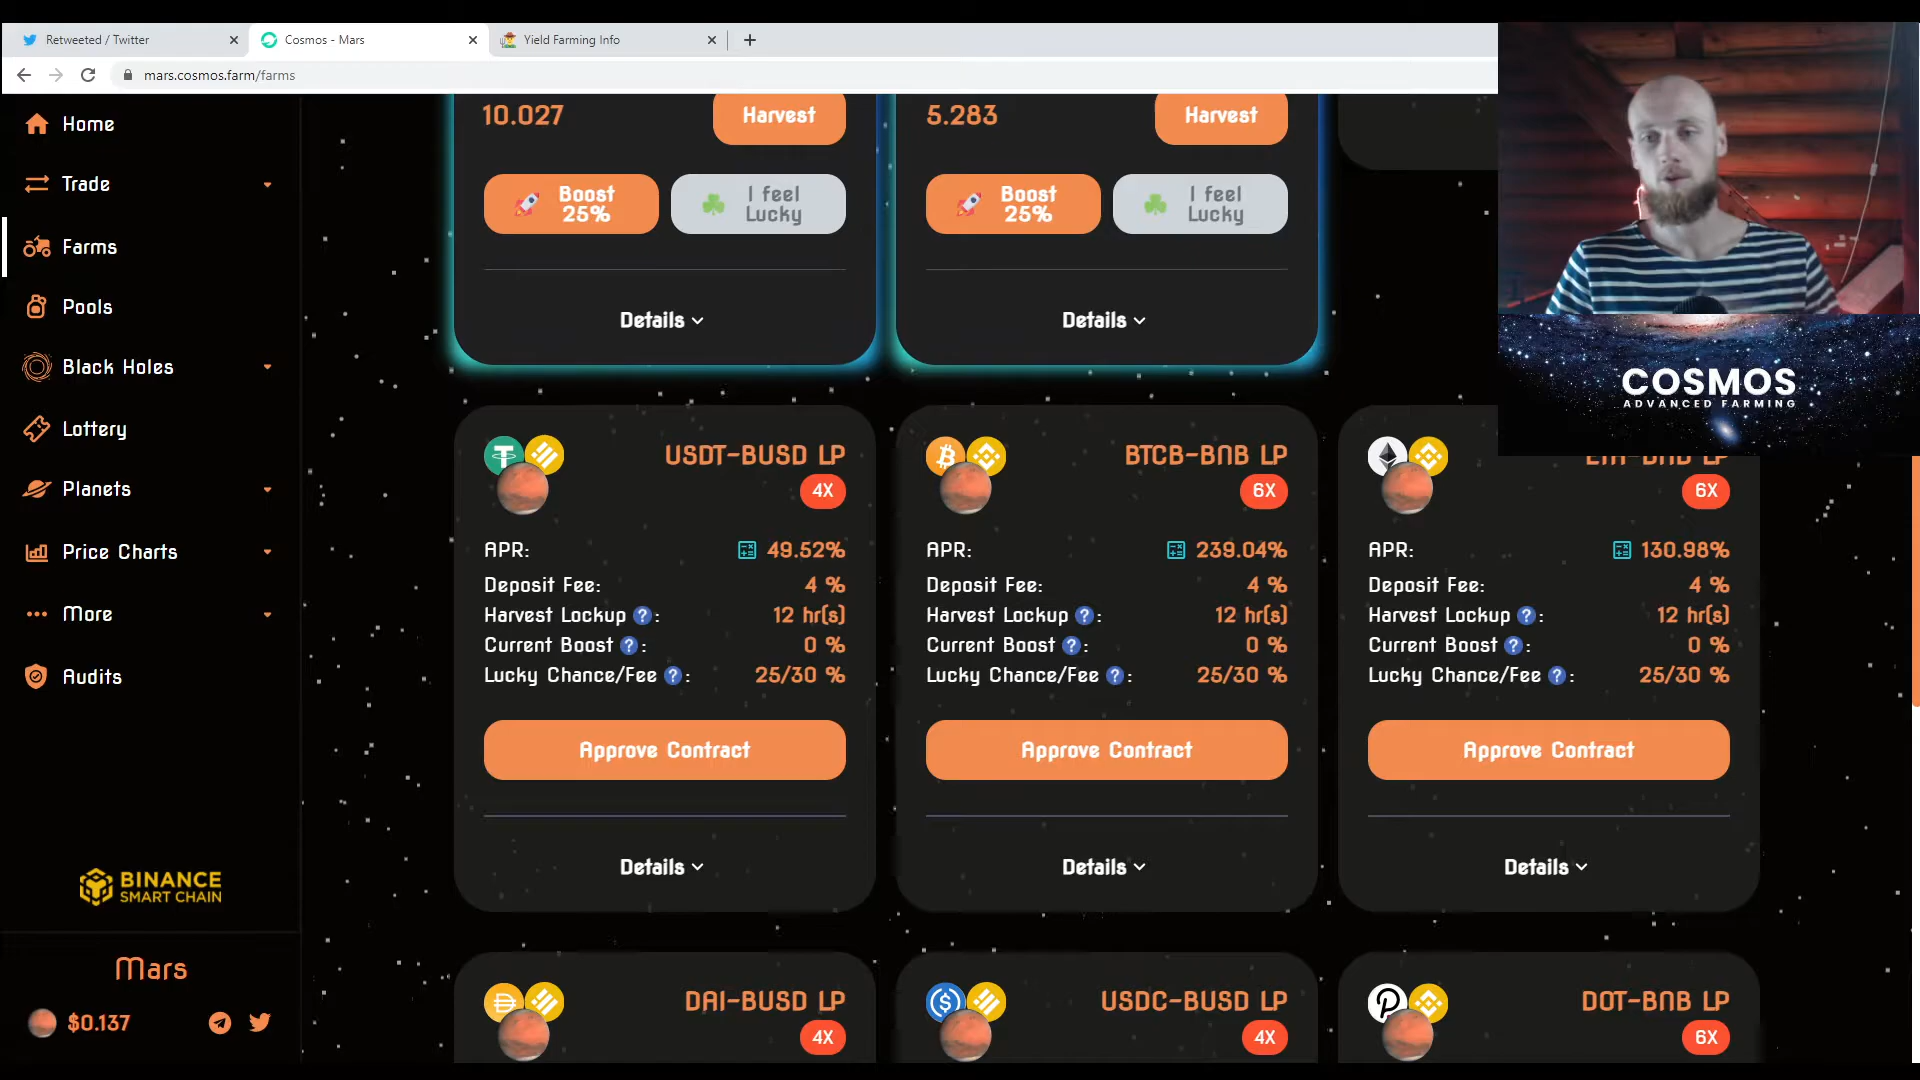 Retweeted / Twitter
Cosmos - Mars
Yield Farming Info
mars.cosmos.farm/farms
Home
Trade
Farms
Pools
Black Holes
Lottery
Planets
Price Charts
More
Audits
BINANCE
SMART CHAIN
Mars
$0.137
10.027
Harvest
Boost
25%
I feel
Lucky
Details
5.283
Harvest
Boost
25%
I feel
Lucky
Details
COSMOS
ADVANCED FARMING
USDT-BUSD LP
4X
APR: 49.52%
Deposit Fee: 4 %
Harvest Lockup ?: 12 hr(s)
Current Boost ?: 0 %
Lucky Chance/Fee ?: 25/30 %
Approve Contract
Details
BTCB-BNB LP
6X
APR: 239.04%
Deposit Fee: 4 %
Harvest Lockup ?: 12 hr(s)
Current Boost ?: 0 %
Lucky Chance/Fee ?: 25/30 %
Approve Contract
Details
ETH-BNB LP
6X
APR: 130.98%
Deposit Fee: 4 %
Harvest Lockup ?: 12 hr(s)
Current Boost ?: 0 %
Lucky Chance/Fee ?: 25/30 %
Approve Contract
Details
DAI-BUSD LP
4X
USDC-BUSD LP
4X
DOT-BNB LP
6X